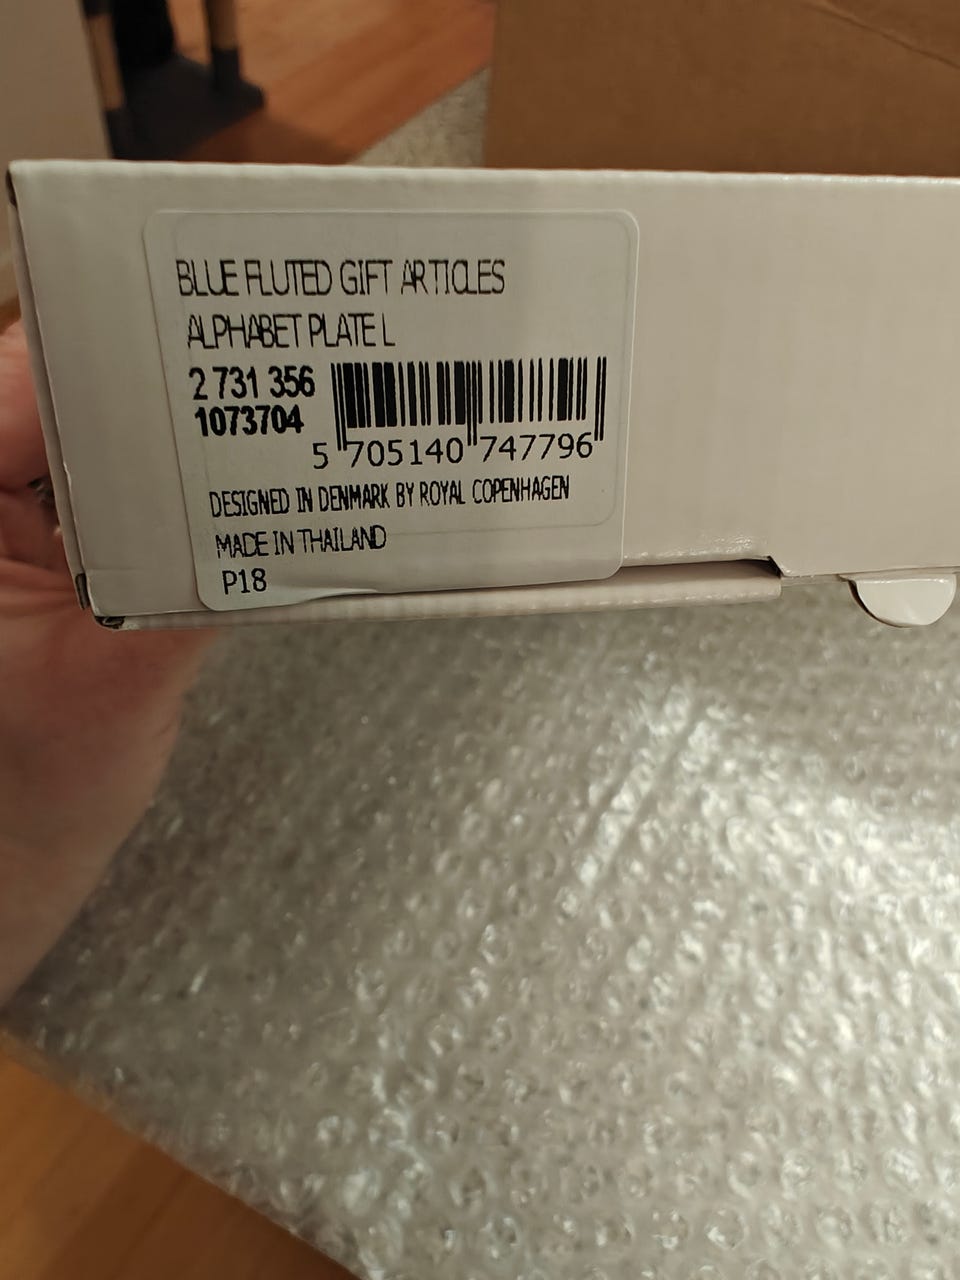 BLUE FLUTED GIFT ARTICLES
ALPHABET PLATE L
2 731 356
1073704
5 705140 747796
DESIGNED IN DENMARK BY ROYAL COPENHAGEN
MADE IN THAILAND
P18